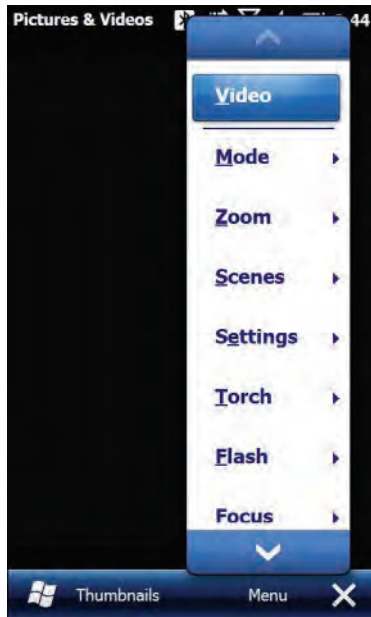 Pictures & Videos 44
Video
Mode
Zoom
Scenes
Settings
Torch
Flash
Focus
Thumbnails Menu